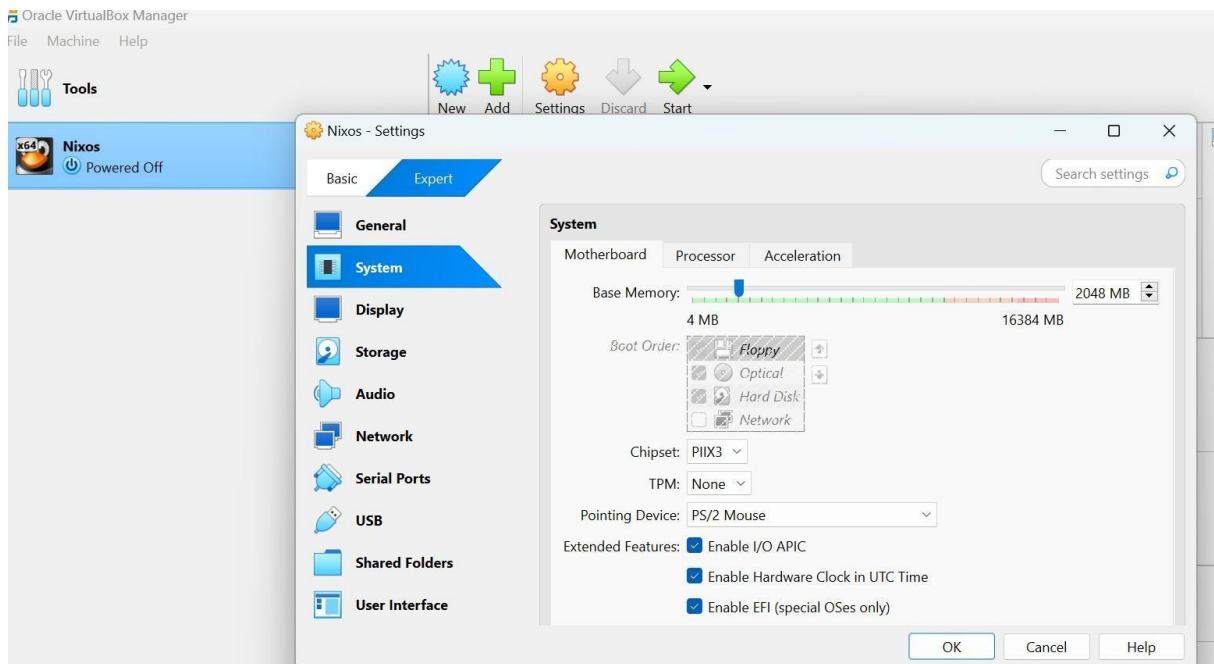 Oracle VirtualBox Manager
File Machine Help
Tools
New Add Settings Discard Start
x64 Nixos
Powered Off
Nixos - Settings
Basic Expert
Search settings
General
System
Display
Storage
Audio
Network
Serial Ports
USB
Shared Folders
User Interface
System
Motherboard Processor Acceleration
Base Memory: 2048 MB
4 MB 16384 MB
Boot Order: Floppy
Optical
Hard Disk
Network
Chipset: PIIX3
TPM: None
Pointing Device: PS/2 Mouse
Extended Features: Enable I/O APIC
Enable Hardware Clock in UTC Time
Enable EFI (special OSes only)
OK Cancel Help